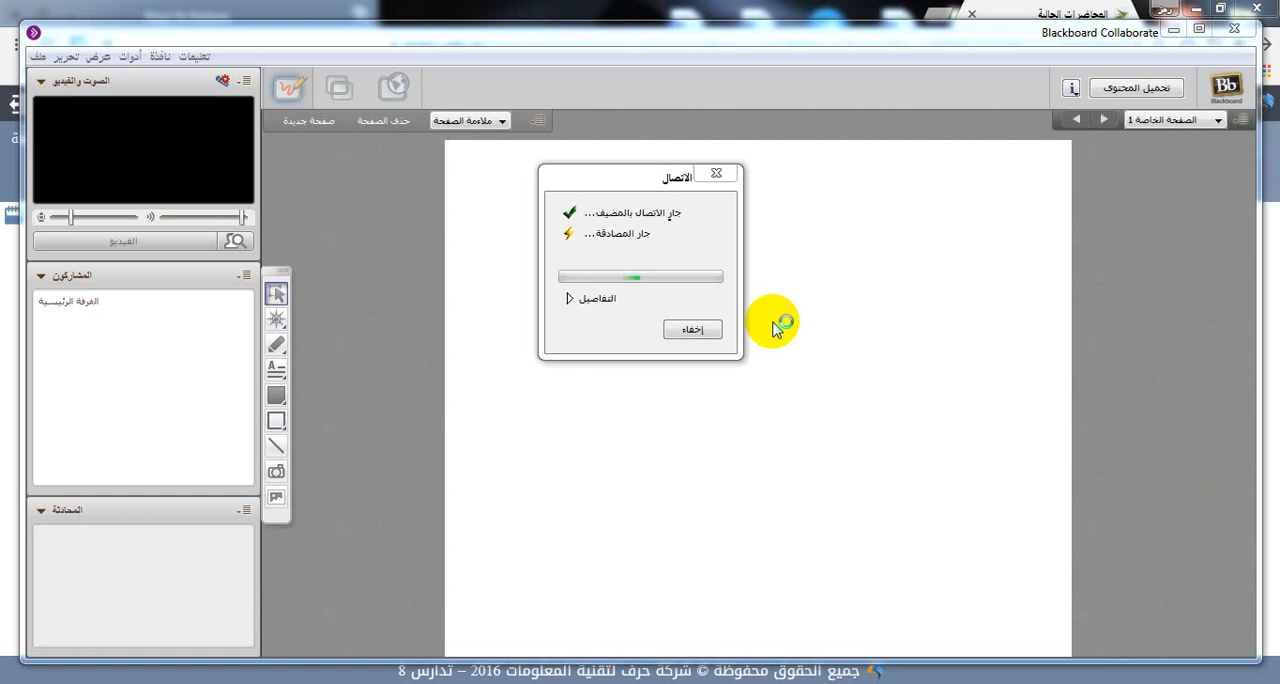 المحاضرات الحالية
رمز
Blackboard Collaborate
ملف تحرير عرض أدوات نافذة تعليمات
الصوت والفيديو
تحميل المحتوى
Bb
Blackboard
صفحة جديدة
حذف الصفحة
ملاءمة الصفحة
الصفحة الخاصة 1
الاتصال
جار الاتصال بالمضيف...
جار المصادقة...
التفاصيل
إخفاء
الفيديو
المشاركون
الغرفة الرئيسية
المحادثة
جميع الحقوق محفوظة © شركة حرف لتقنية المعلومات 2016 – تدارس 8